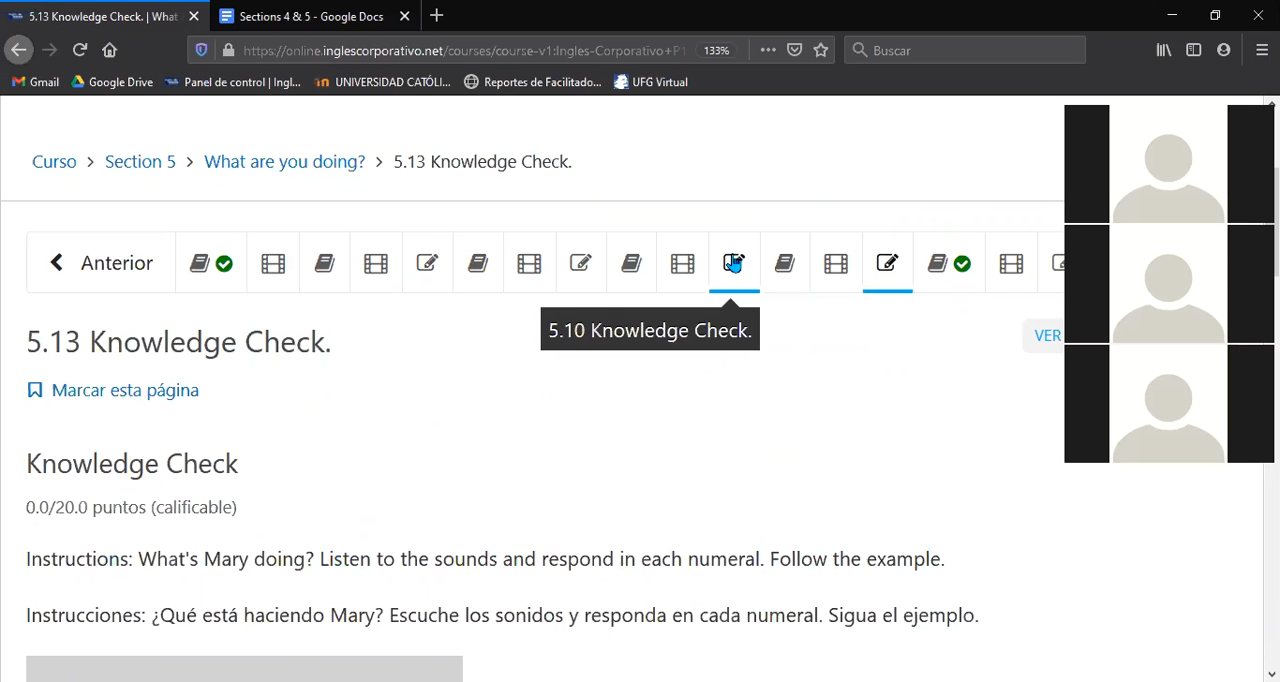 5.13 Knowledge Check. | What
Sections 4 & 5 - Google Docs
https://online.inglescorporativo.net/courses/course-v1:Ingles-Corporativo+P1
133%
Buscar
Gmail
Google Drive
Panel de control | Ingl...
UNIVERSIDAD CATÓLI...
Reportes de Facilitado...
UFG Virtual
Curso > Section 5 > What are you doing? > 5.13 Knowledge Check.
Anterior
5.10 Knowledge Check.
5.13 Knowledge Check.
VER
Marcar esta página
Knowledge Check
0.0/20.0 puntos (calificable)
Instructions: What's Mary doing? Listen to the sounds and respond in each numeral. Follow the example.
Instrucciones: ¿Qué está haciendo Mary? Escuche los sonidos y responda en cada numeral. Sigua el ejemplo.